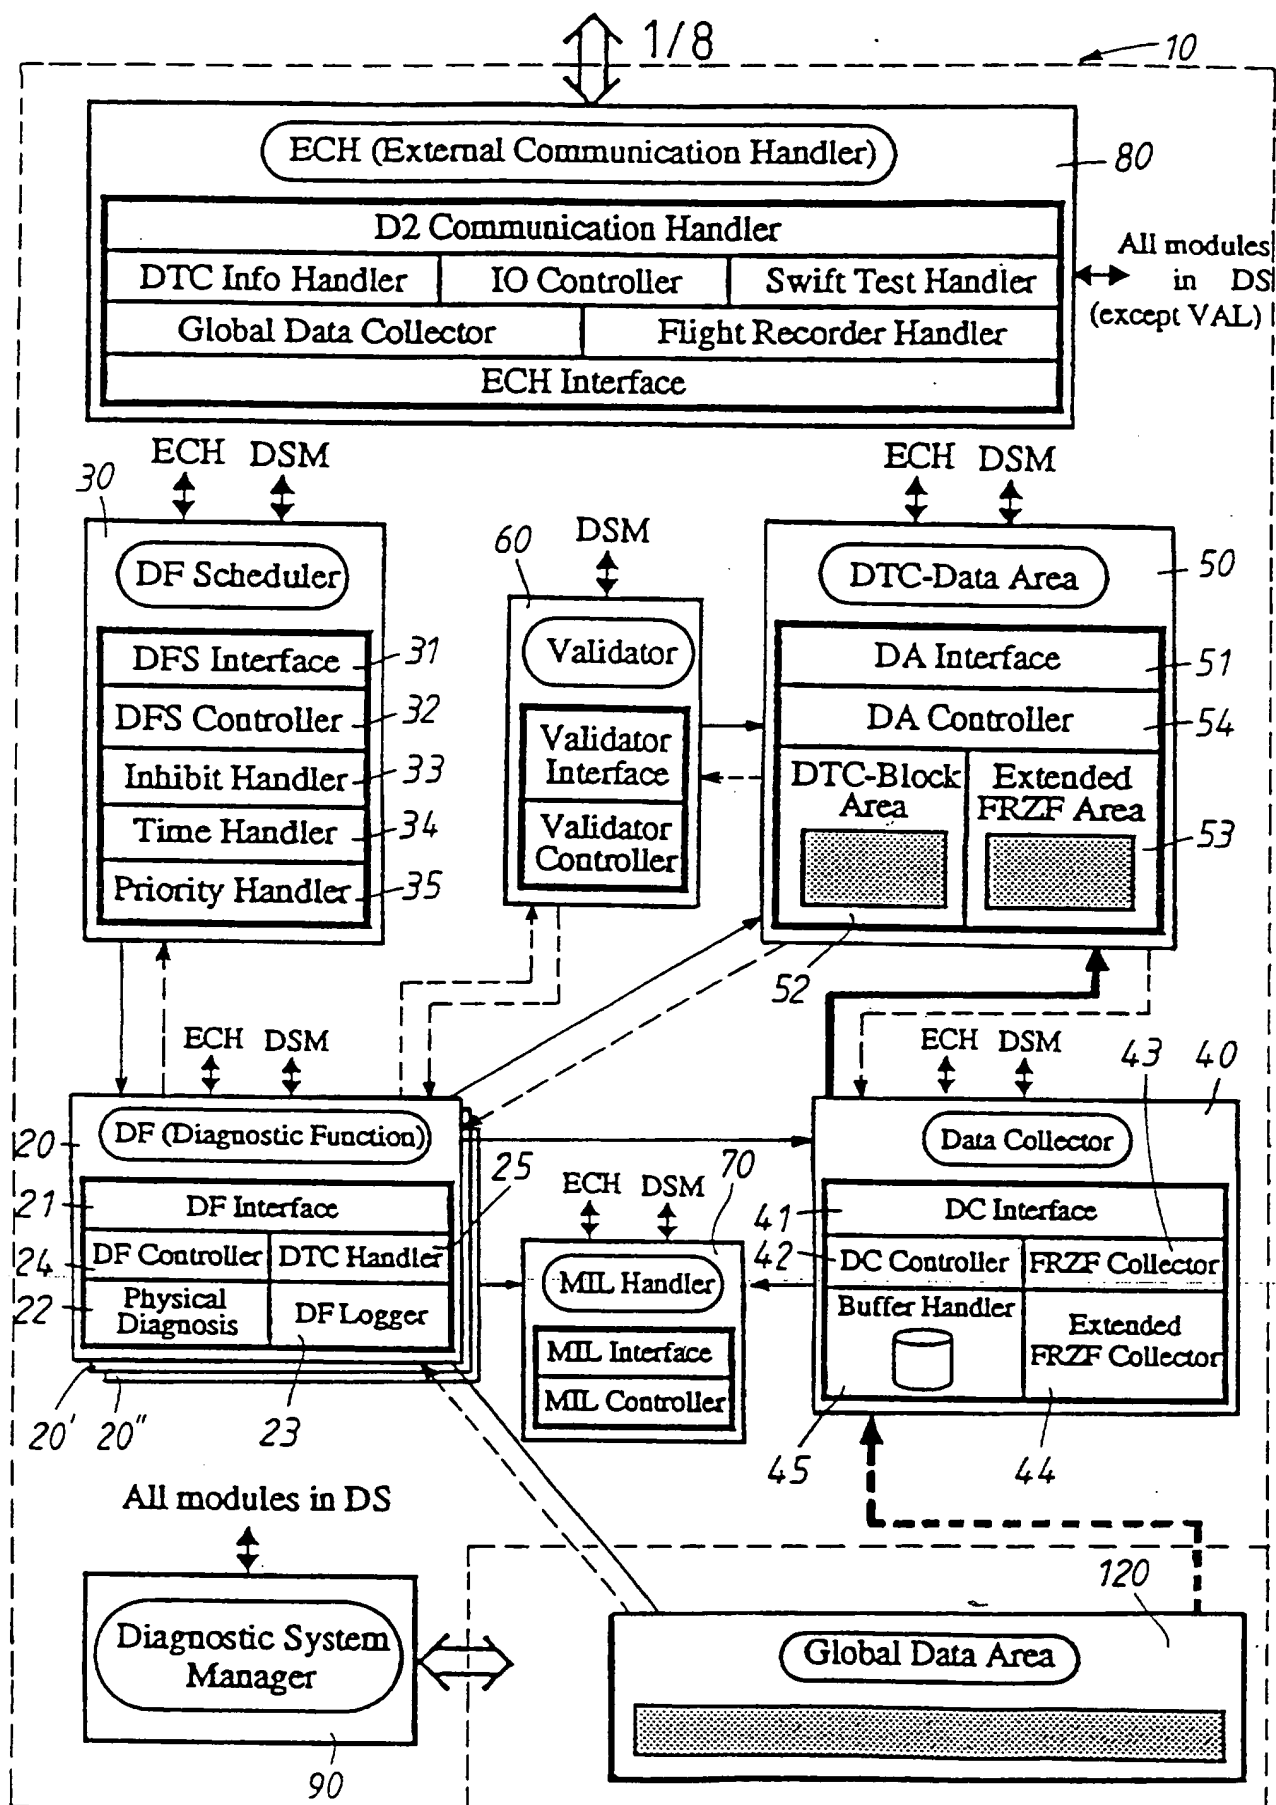 1/8
10
ECH (External Communication Handler)
80
D2 Communication Handler
DTC Info Handler
IO Controller
Swift Test Handler
Global Data Collector
Flight Recorder Handler
ECH Interface
All modules
in DS
(except VAL)
ECH DSM
30
DF Scheduler
DFS Interface
31
DFS Controller
32
Inhibit Handler
33
Time Handler
34
Priority Handler
35
DSM
60
Validator
Validator
Interface
Validator
Controller
ECH DSM
DTC-Data Area
50
DA Interface
51
DA Controller
54
DTC-Block
Area
Extended
FRZF Area
53
52
ECH DSM
20
DF (Diagnostic Function)
25
21
DF Interface
24
DF Controller
DTC Handler
22
Physical
Diagnosis
DF Logger
20'
20"
23
ECH DSM
70
MIL Handler
MIL Interface
MIL Controller
ECH DSM
43
40
Data Collector
41
DC Interface
42
DC Controller
FRZF Collector
Buffer Handler
Extended
FRZF Collector
45
44
All modules in DS
Diagnostic System
Manager
90
120
Global Data Area